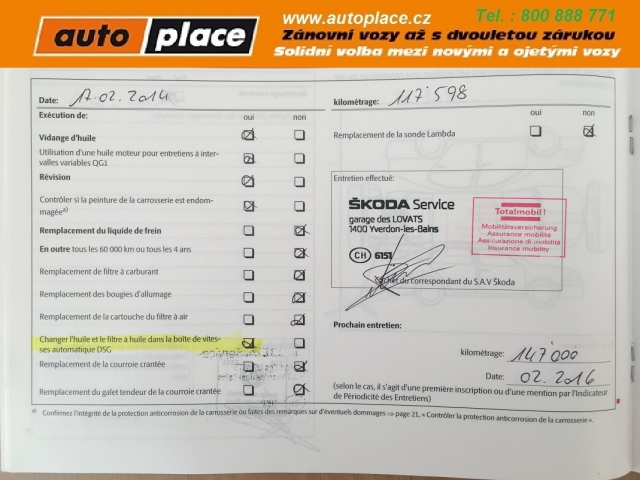 www.autoplace.cz
Tel. : 800 888 771
auto place
Zánovní vozy až s dvouletou zárukou
Solidní volba mezi novými a ojetými vozy
Date: 17.02.2014
kilométrage: 117'598
Exécution de:
oui non
oui non
Vidange d'huile
Remplacement de la sonde Lambda
Utilisation d'une huile moteur pour entretiens à inter-
valles variables QG1
Révision
Entretien effectué:
Contrôler si la peinture de la carrosserie est endom-
magée a)
ŠKODA Service
garage des LOVATS
1400 Yverdon-les-Bains
CH 6151
Totalmobil!
Mobilitätsversicherung
Assurance mobilité
Assicurazione di mobilità
Insurance mobility
Remplacement du liquide de frein
En outre tous les 60 000 km ou tous les 4 ans
Remplacement de filtre à carburant
Cachet du correspondant du S.A.V Škoda
Remplacement des bougies d'allumage
Remplacement de la cartouche du filtre à air
Prochain entretien:
Changer l'huile et le filtre à huile dans la boîte de vites-
ses automatique DSG
kilométrage: 147'000
Remplacement de la courroie crantée
Date: 02.2016
Remplacement du galet tendeur de la courroie crantée
(selon le cas, il s'agit d'une première inscription ou d'une mention par l'Indicateur
de Périodicité des Entretiens)
a) Confirmez l'intégrité de la protection anticorrosion de la carrosserie ou faites des remarques sur d'éventuels dommages ⇒ page 21, « Contrôler la protection anticorrosion de la carrosserie ».